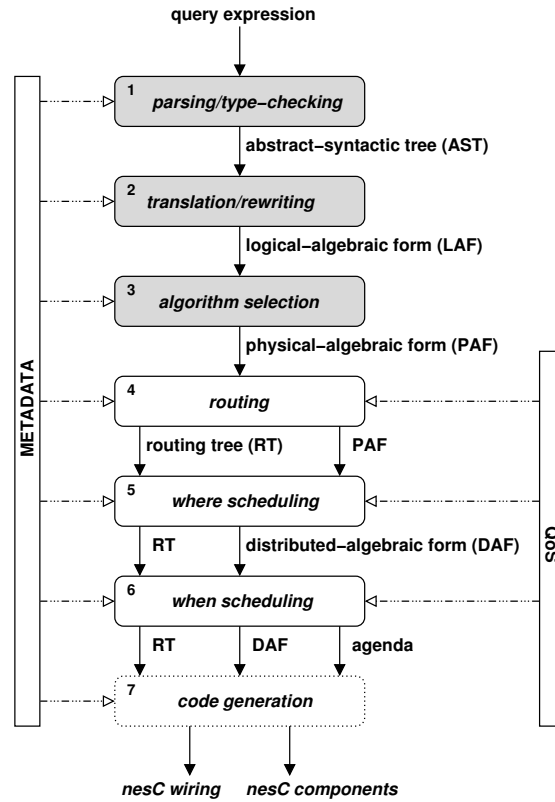 query expression
1
parsing/type−checking
abstract−syntactic tree (AST)
2
translation/rewriting
logical−algebraic form (LAF)
3
algorithm selection
physical−algebraic form (PAF)
METADATA
4
routing
routing tree (RT)
PAF
5
where scheduling
QoS
RT
distributed−algebraic form (DAF)
6
when scheduling
RT
DAF
agenda
7
code generation
nesC wiring
nesC components